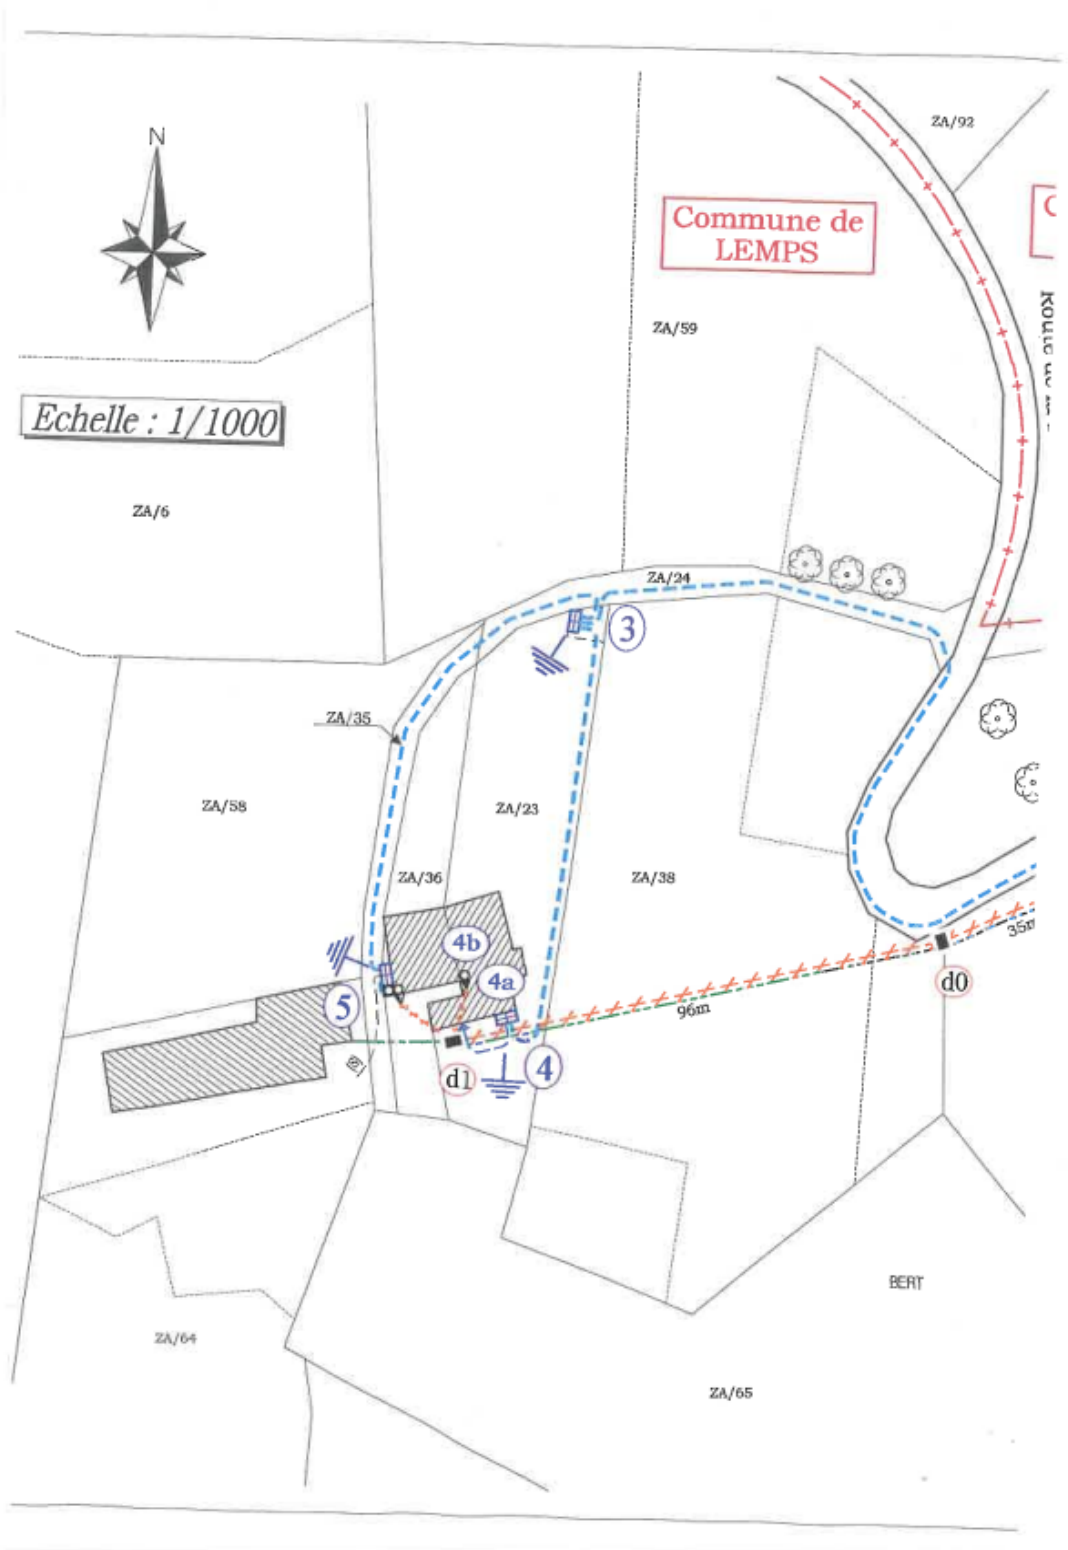 ZA/92
N
Commune de
LEMPS
C
ZA/59
Echelle : 1/1000
ZA/6
ZA/24
3
ZA/35
ZA/58
ZA/23
ZA/36
ZA/38
4b
4a
35m
d0
5
96m
d1
4
BERT
ZA/64
ZA/65